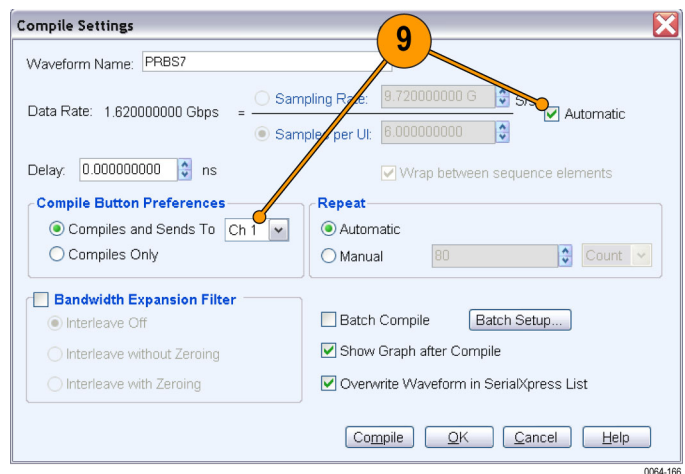 Compile Settings
9
Waveform Name: PRBS7
Sampling Rate: 9.720000000 G S/s
Data Rate: 1.620000000 Gbps = Automatic
Samples per UI: 6.000000000
Delay: 0.000000000 ns Wrap between sequence elements
Compile Button Preferences
Compiles and Sends To Ch 1
Compiles Only
Repeat
Automatic
Manual 80 Count
Bandwidth Expansion Filter
Interleave Off
Interleave without Zeroing
Interleave with Zeroing
Batch Compile Batch Setup...
Show Graph after Compile
Overwrite Waveform in SerialXpress List
Compile OK Cancel Help
0064-166